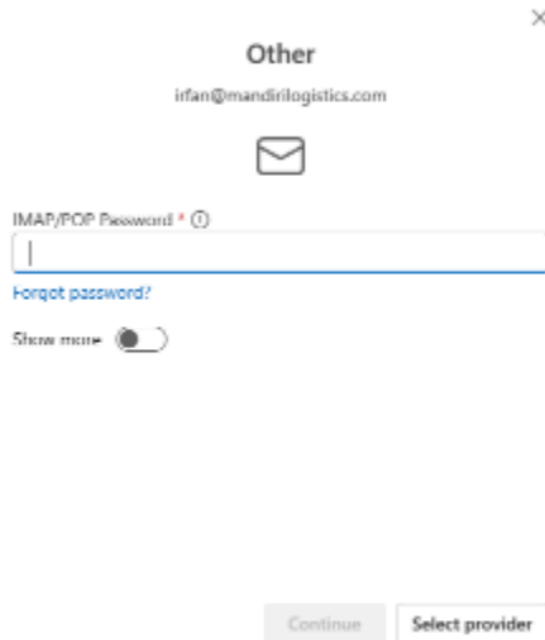 Other
irfan@mandirilogistics.com
IMAP/POP Password *
Forgot password?
Show more
Continue
Select provider